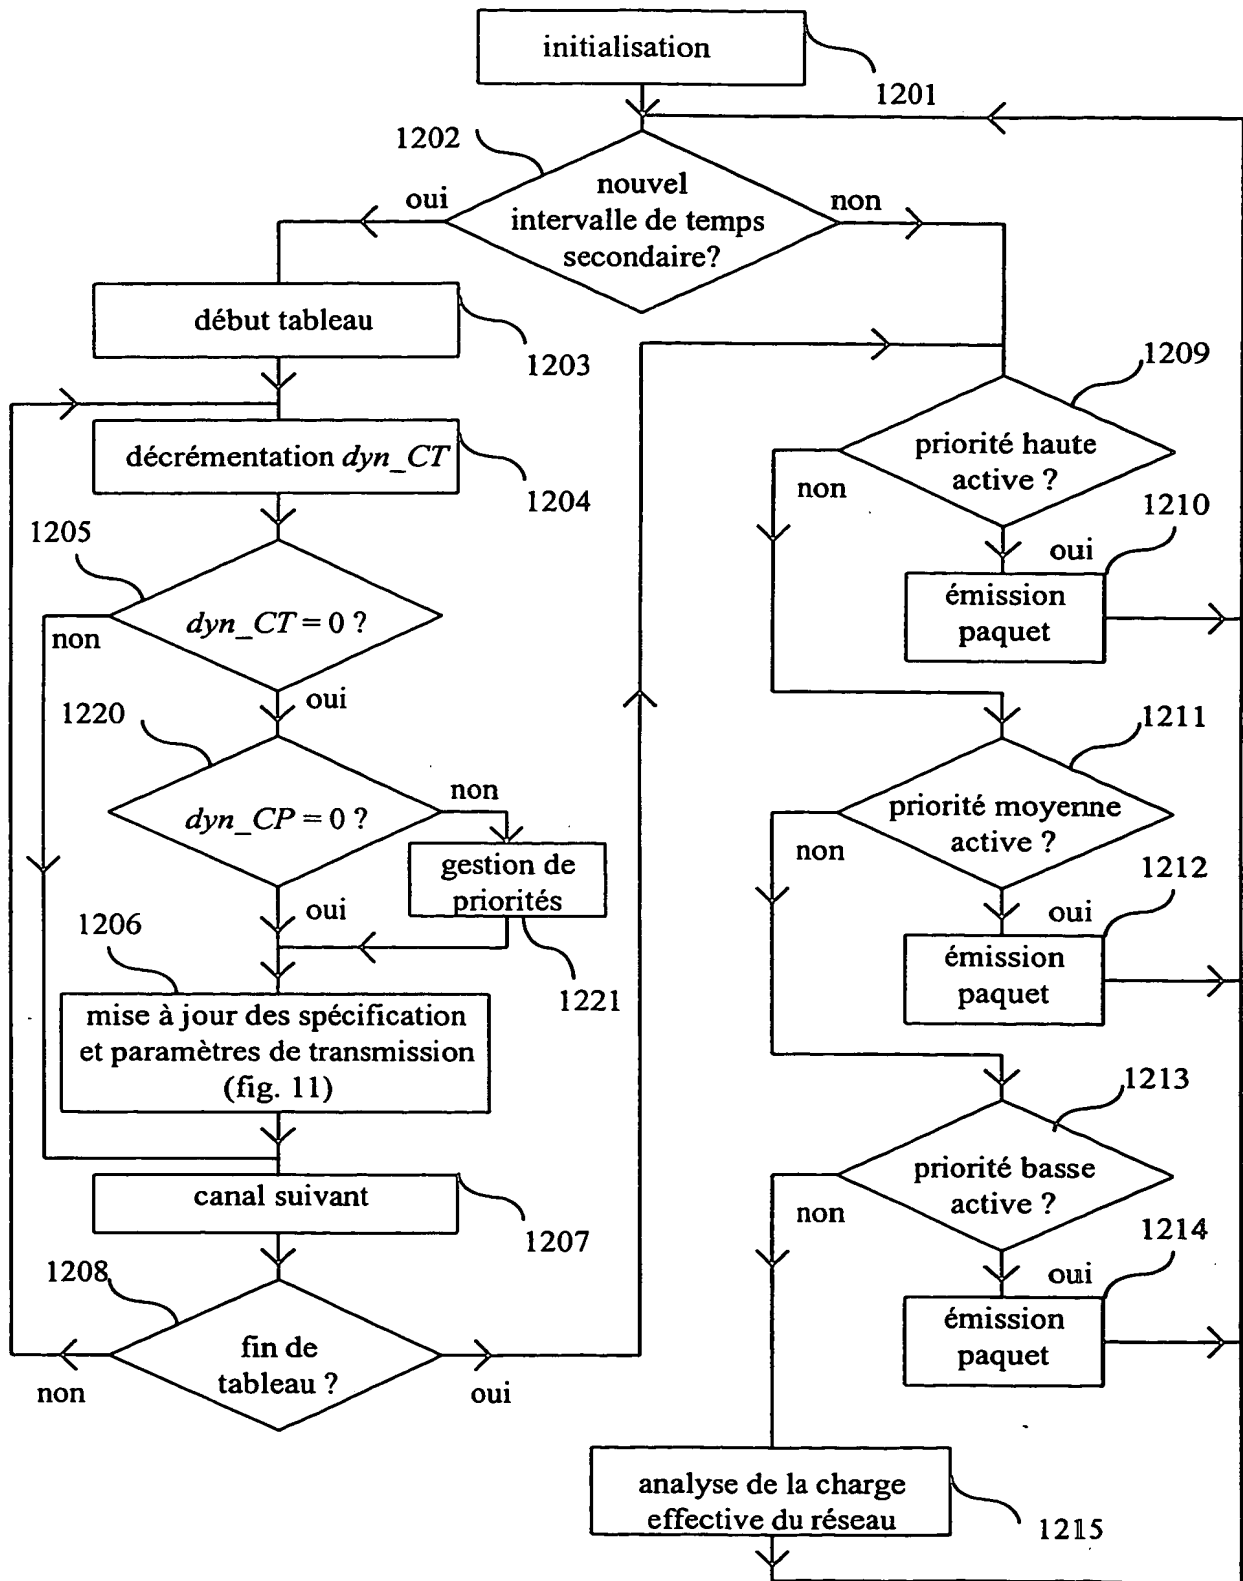 initialisation
1201
1202
nouvel
intervalle de temps
secondaire?
oui
non
début tableau
1203
décrémentation dyn_CT
1204
1205
dyn_CT = 0 ?
non
oui
1220
dyn_CP = 0 ?
non
gestion de
priorités
1221
oui
1206
mise à jour des spécification
et paramètres de transmission
(fig. 11)
canal suivant
1207
1208
fin de
tableau ?
non
oui
1209
priorité haute
active ?
non
oui
1210
émission
paquet
1211
priorité moyenne
active ?
non
oui
1212
émission
paquet
1213
priorité basse
active ?
non
oui
1214
émission
paquet
analyse de la charge
effective du réseau
1215